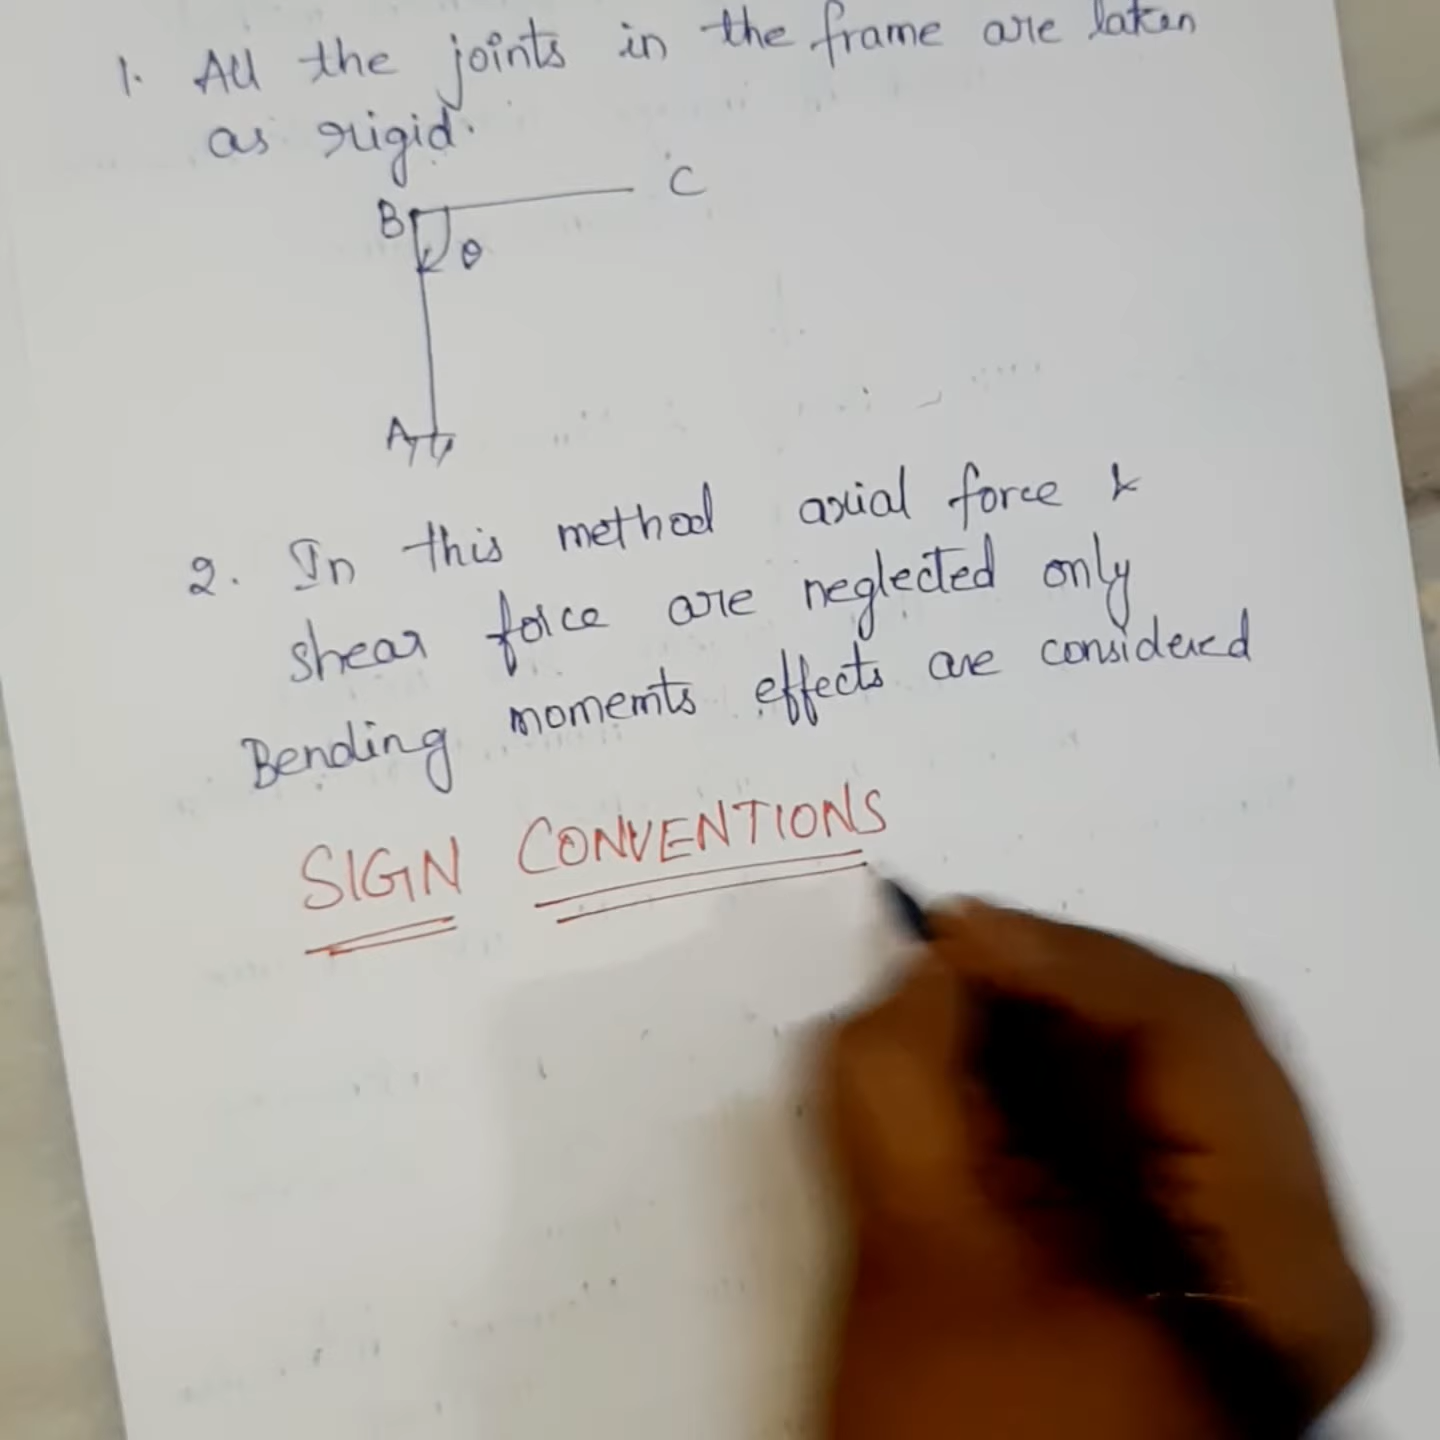 1. All the joints in the frame are taken
as rigid.
C
B
θ
A
2. In this method axial force &
shear force are neglected only
Bending moments effects are considered
SIGN CONVENTIONS